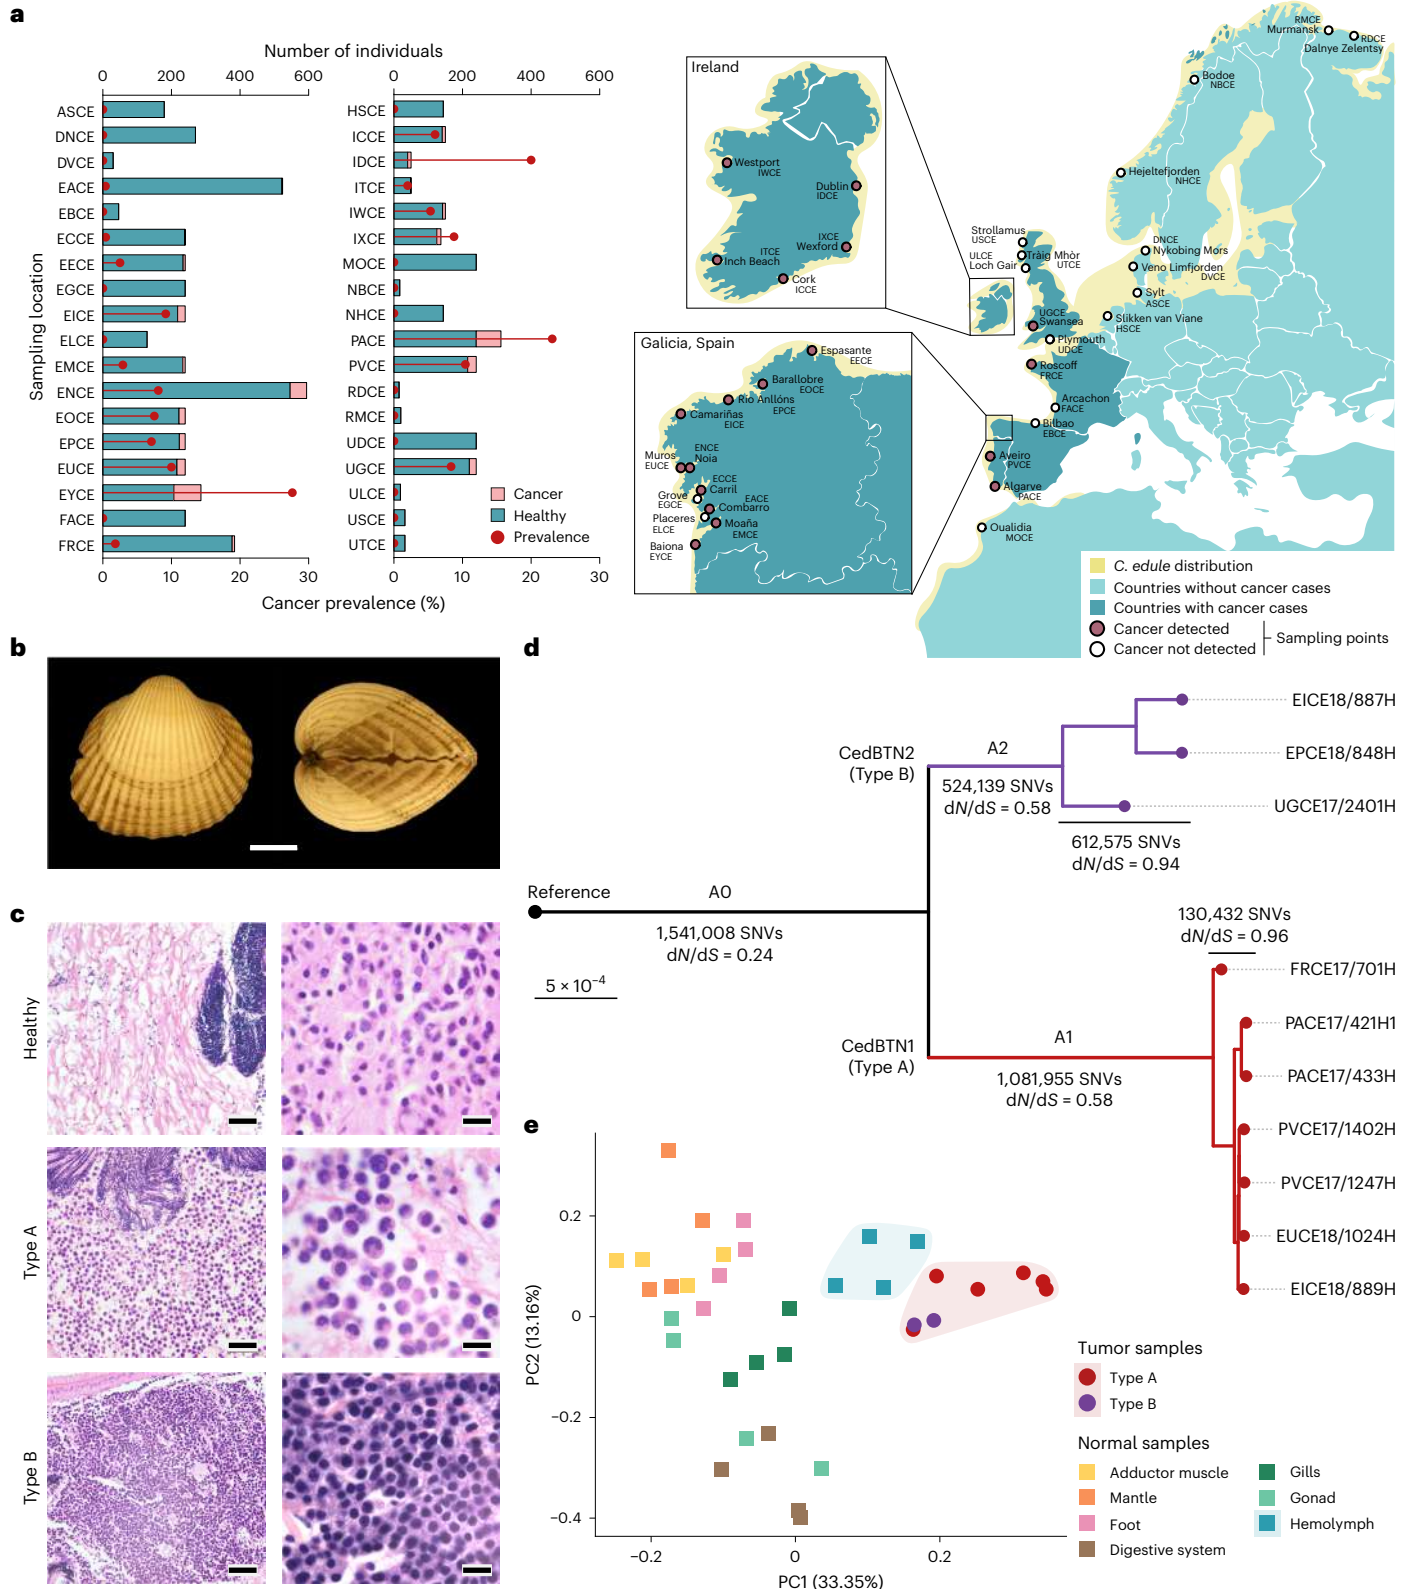 a
Number of individuals
0 200 400 600
0 200 400 600
Sampling location
ASCE
DNCE
DVCE
EACE
EBCE
ECCE
EECE
EGCE
EICE
ELCE
EMCE
ENCE
EOCE
EPCE
EUCE
EYCE
FACE
FRCE
0 10 20 30
HSCE
ICCE
IDCE
ITCE
IWCE
IXCE
MOCE
NBCE
NHCE
PACE
PVCE
RDCE
RMCE
UDCE
UGCE
ULCE
USCE
UTCE
0 10 20 30
Cancer
Healthy
Prevalence
Cancer prevalence (%)
Ireland
Westport
IWCE
Dublin
IDCE
IXCE
Wexford
ITCE
Inch Beach
Cork
ICCE
Galicia, Spain
Espasante
EECE
Barallobre
EOCE
Río Anllóns
EPCE
Camariñas
EICE
ENCE
Noia
Muros
EUCE
ECCE
Carril
Grove
EGCE
EACE
Combarro
Placeres
ELCE
Moaña
EMCE
Baiona
EYCE
RMCE
Murmansk
RDCE
Dalnye Zelentsy
Bodoe
NBCE
Hejeltefjorden
NHCE
Strollamus
USCE
ULCE
Loch Gair
Tràig Mhòr
UTCE
DNCE
Nykobing Mors
Veno Limfjorden
DVCE
Sylt
ASCE
UGCE
Swansea
Slikken van Viane
HSCE
Plymouth
UDCE
Roscoff
FRCE
Arcachon
FACE
Bilbao
EBCE
Aveiro
PVCE
Algarve
PACE
Oualidia
MOCE
C. edule distribution
Countries without cancer cases
Countries with cancer cases
Cancer detected
Cancer not detected
Sampling points
b
c
Healthy
Type A
Type B
d
Reference
A0
1,541,008 SNVs
dN/dS = 0.24
5 × 10⁻⁴
CedBTN2
(Type B)
A2
524,139 SNVs
dN/dS = 0.58
612,575 SNVs
dN/dS = 0.94
EICE18/887H
EPCE18/848H
UGCE17/2401H
CedBTN1
(Type A)
A1
1,081,955 SNVs
dN/dS = 0.58
130,432 SNVs
dN/dS = 0.96
FRCE17/701H
PACE17/421H1
PACE17/433H
PVCE17/1402H
PVCE17/1247H
EUCE18/1024H
EICE18/889H
e
PC2 (13.16%)
0.2
0
−0.2
−0.4
−0.2 0 0.2
PC1 (33.35%)
Tumor samples
Type A
Type B
Normal samples
Adductor muscle
Mantle
Foot
Digestive system
Gills
Gonad
Hemolymph